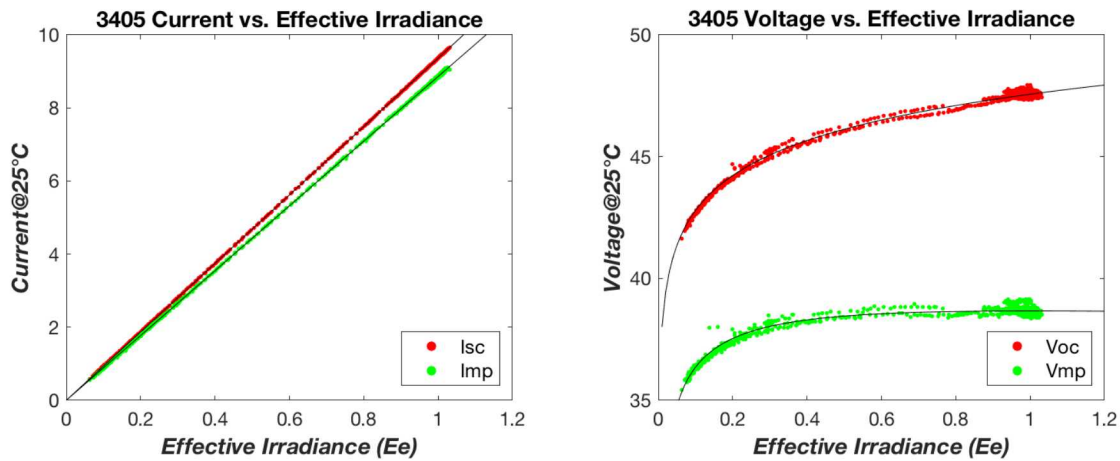 3405 Current vs. Effective Irradiance
10
8
6
4
2
0
Current@25°C
Isc
Imp
0 0.2 0.4 0.6 0.8 1 1.2
Effective Irradiance (Ee)
3405 Voltage vs. Effective Irradiance
50
45
40
35
Voltage@25°C
Voc
Vmp
0 0.2 0.4 0.6 0.8 1 1.2
Effective Irradiance (Ee)